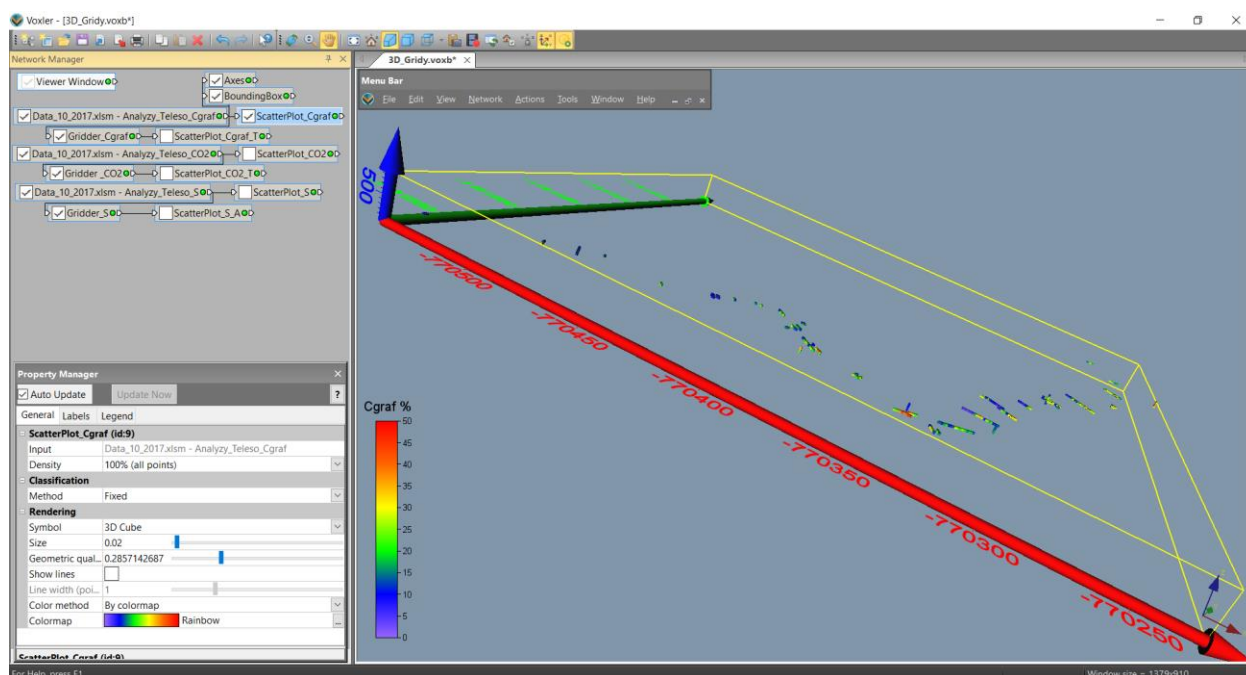 Voxler - [3D_Gridy.voxb*]
Network Manager
3D_Gridy.voxb*
Menu Bar
File Edit View Network Actions Tools Window Help
Viewer Window
Axes
BoundingBox
Data_10_2017.xlsm - Analyzy_Teleso_Cgraf
ScatterPlot_Cgraf
Gridder_Cgraf
ScatterPlot_Cgraf_T
Data_10_2017.xlsm - Analyzy_Teleso_CO2
ScatterPlot_CO2
Gridder _CO2
ScatterPlot_CO2_T
Data_10_2017.xlsm - Analyzy_Teleso_S
ScatterPlot_S
Gridder_S
ScatterPlot_S_A
500
-770500
-770450
-770400
-770350
-770300
-770250
Cgraf %
50
45
40
35
30
25
20
15
10
5
0
Property Manager
Auto Update Update Now ?
General Labels Legend
ScatterPlot_Cgraf (id:9)
Input Data_10_2017.xlsm - Analyzy_Teleso_Cgraf
Density 100% (all points)
Classification
Method Fixed
Rendering
Symbol 3D Cube
Size 0.02
Geometric qual... 0.2857142687
Show lines
Line width (poi... 1
Color method By colormap
Colormap Rainbow
ScatterPlot_Cgraf (id:9)
For Help, press F1
Window size = 1379x910